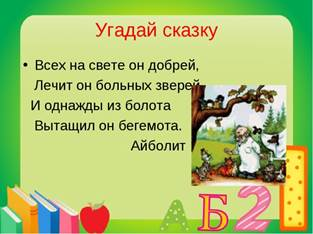 Угадай сказку
• Всех на свете он добрей,
Лечит он больных зверей
И однажды из болота
Вытащил он бегемота.
Айболит
А Б 2